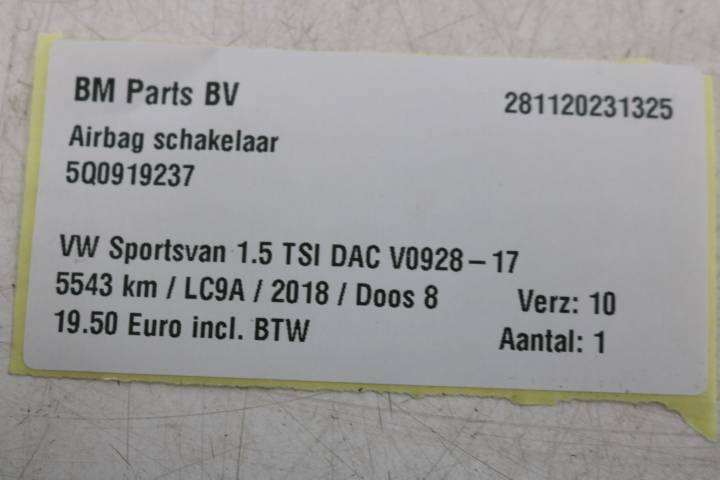 BM Parts BV 281120231325
Airbag schakelaar
5Q0919237
VW Sportsvan 1.5 TSI DAC V0928-17
5543 km / LC9A / 2018 / Doos 8 Verz: 10
19.50 Euro incl. BTW Aantal: 1